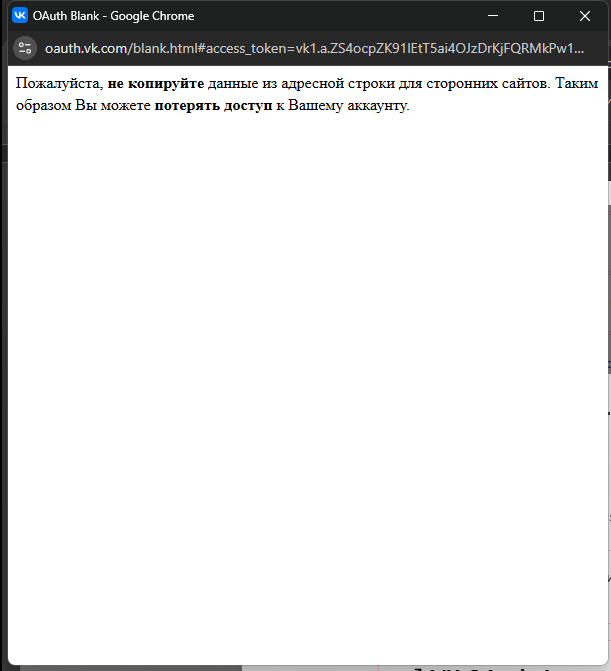 OAuth Blank - Google Chrome
oauth.vk.com/blank.html#access_token=vk1.a.ZS4ocpZK91IEtT5ai4OJzDrKjFQRMkPw1...
Пожалуйста, не копируйте данные из адресной строки для сторонних сайтов. Таким
образом Вы можете потерять доступ к Вашему аккаунту.